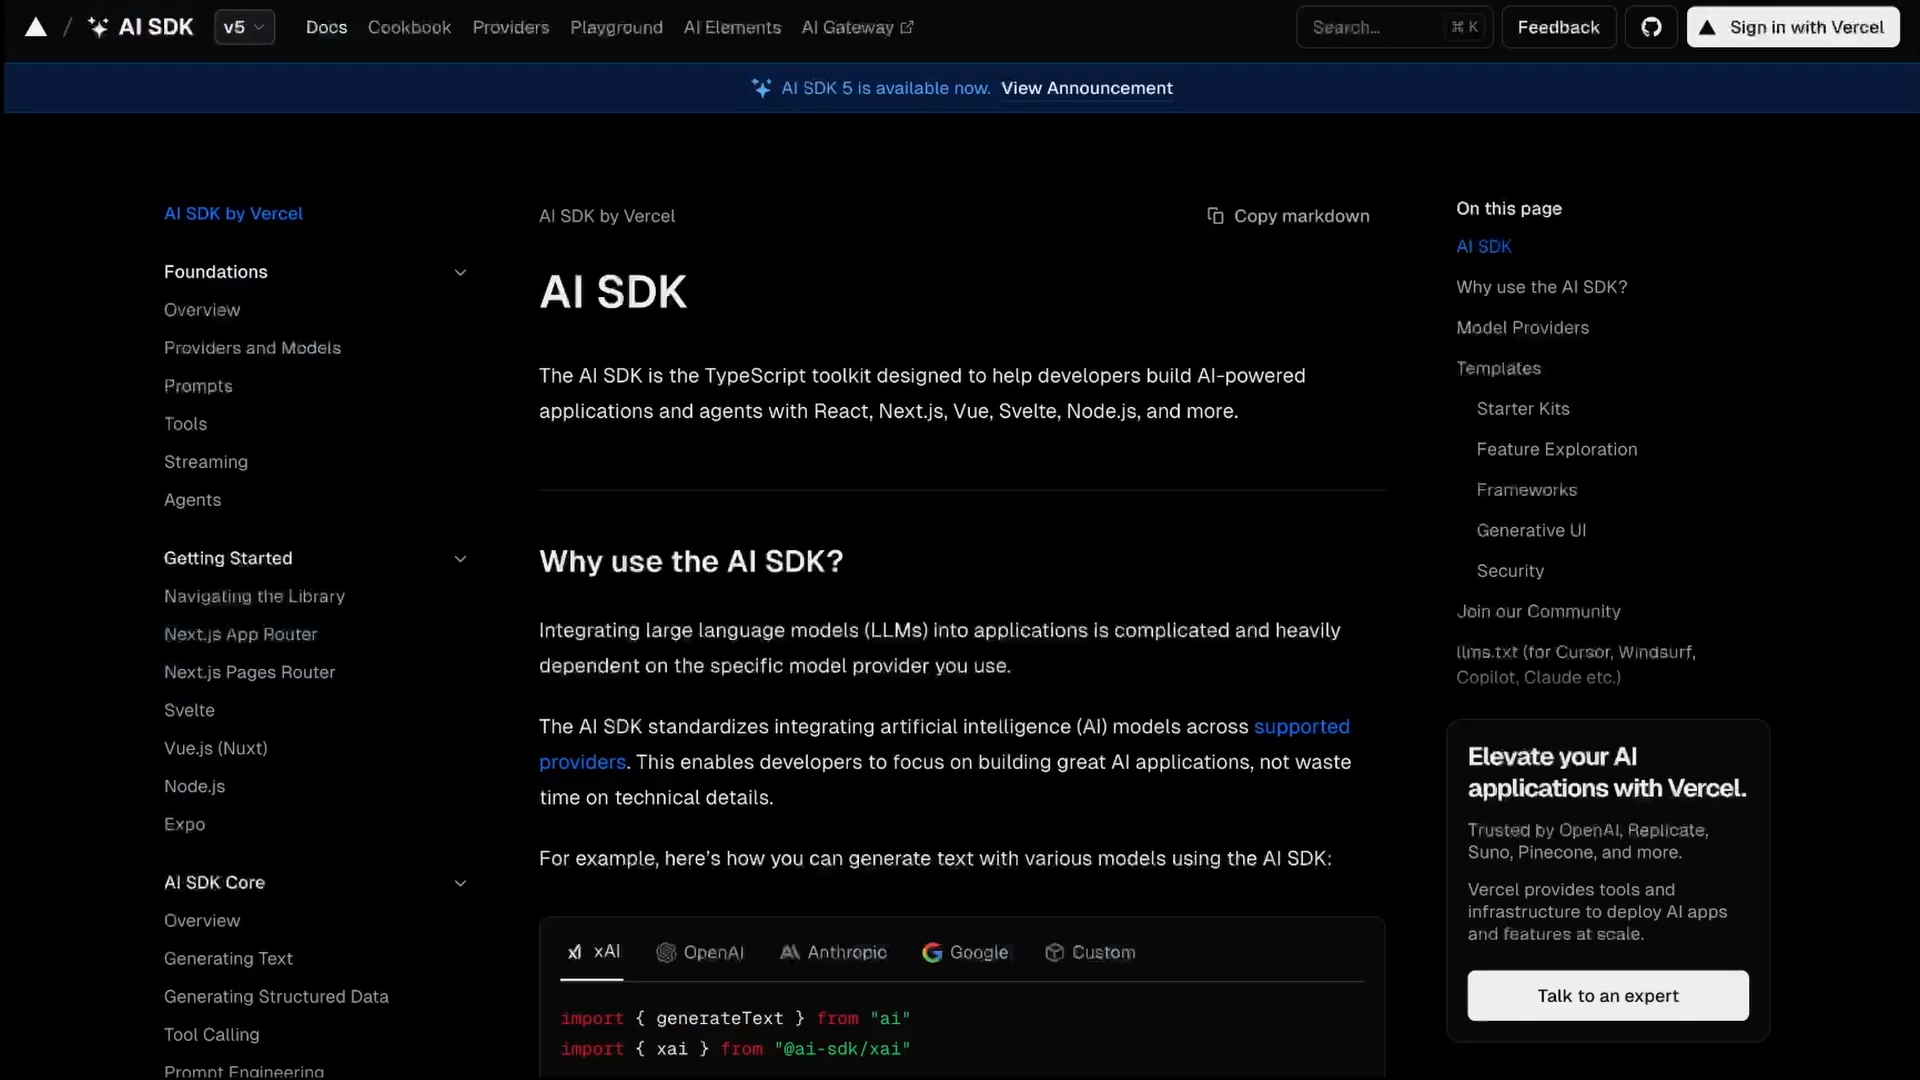 / AI SDK v5 Docs Cookbook Providers Playground AI Elements AI Gateway Search... ⌘ K Feedback Sign in with Vercel
AI SDK 5 is available now. View Announcement
AI SDK by Vercel
Foundations
Overview
Providers and Models
Prompts
Tools
Streaming
Agents
Getting Started
Navigating the Library
Next.js App Router
Next.js Pages Router
Svelte
Vue.js (Nuxt)
Node.js
Expo
AI SDK Core
Overview
Generating Text
Generating Structured Data
Tool Calling
Prompt Engineering
AI SDK by Vercel
Copy markdown
AI SDK
The AI SDK is the TypeScript toolkit designed to help developers build AI-powered
applications and agents with React, Next.js, Vue, Svelte, Node.js, and more.
Why use the AI SDK?
Integrating large language models (LLMs) into applications is complicated and heavily
dependent on the specific model provider you use.
The AI SDK standardizes integrating artificial intelligence (AI) models across supported
providers. This enables developers to focus on building great AI applications, not waste
time on technical details.
For example, here's how you can generate text with various models using the AI SDK:
xAI OpenAI Anthropic Google Custom
import { generateText } from "ai"
import { xai } from "@ai-sdk/xai"
On this page
AI SDK
Why use the AI SDK?
Model Providers
Templates
Starter Kits
Feature Exploration
Frameworks
Generative UI
Security
Join our Community
llms.txt (for Cursor, Windsurf,
Copilot, Claude etc.)
Elevate your AI
applications with Vercel.
Trusted by OpenAI, Replicate,
Suno, Pinecone, and more.
Vercel provides tools and
infrastructure to deploy AI apps
and features at scale.
Talk to an expert